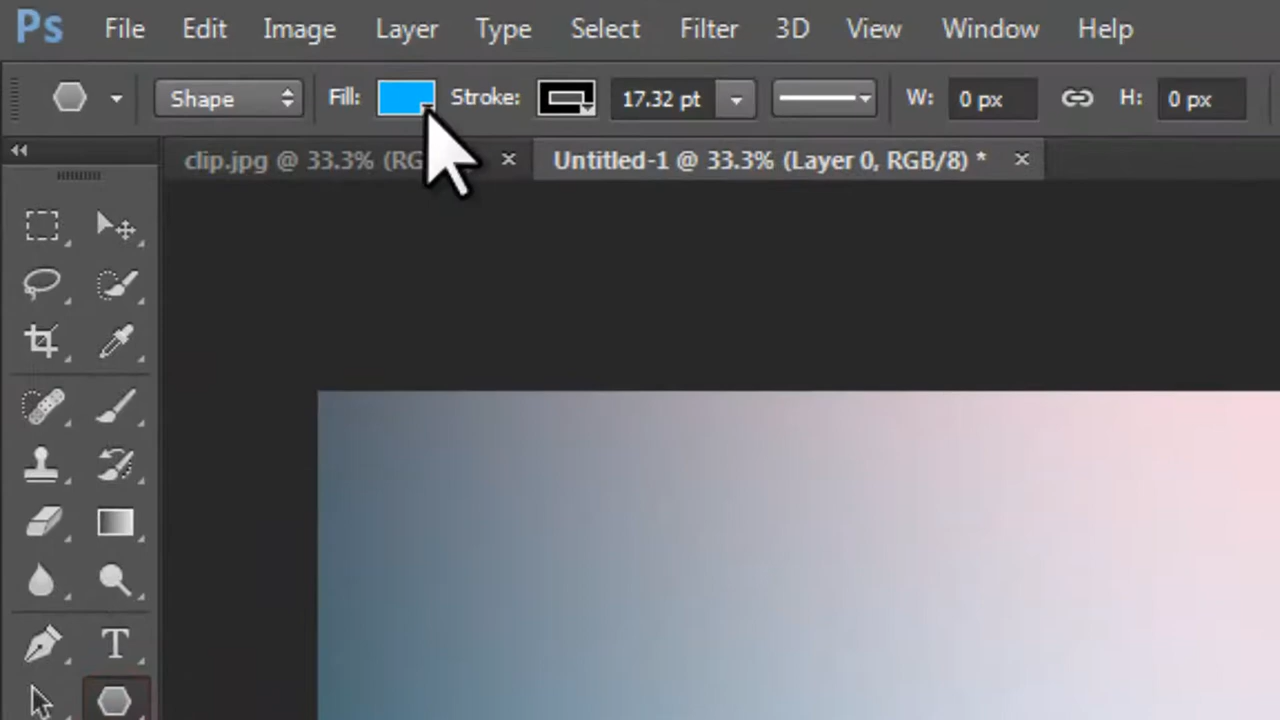 Ps File Edit Image Layer Type Select Filter 3D View Window Help
Shape Fill: Stroke: 17.32 pt W: 0 px H: 0 px
clip.jpg @ 33.3% (RG × Untitled-1 @ 33.3% (Layer 0, RGB/8) * ×
T